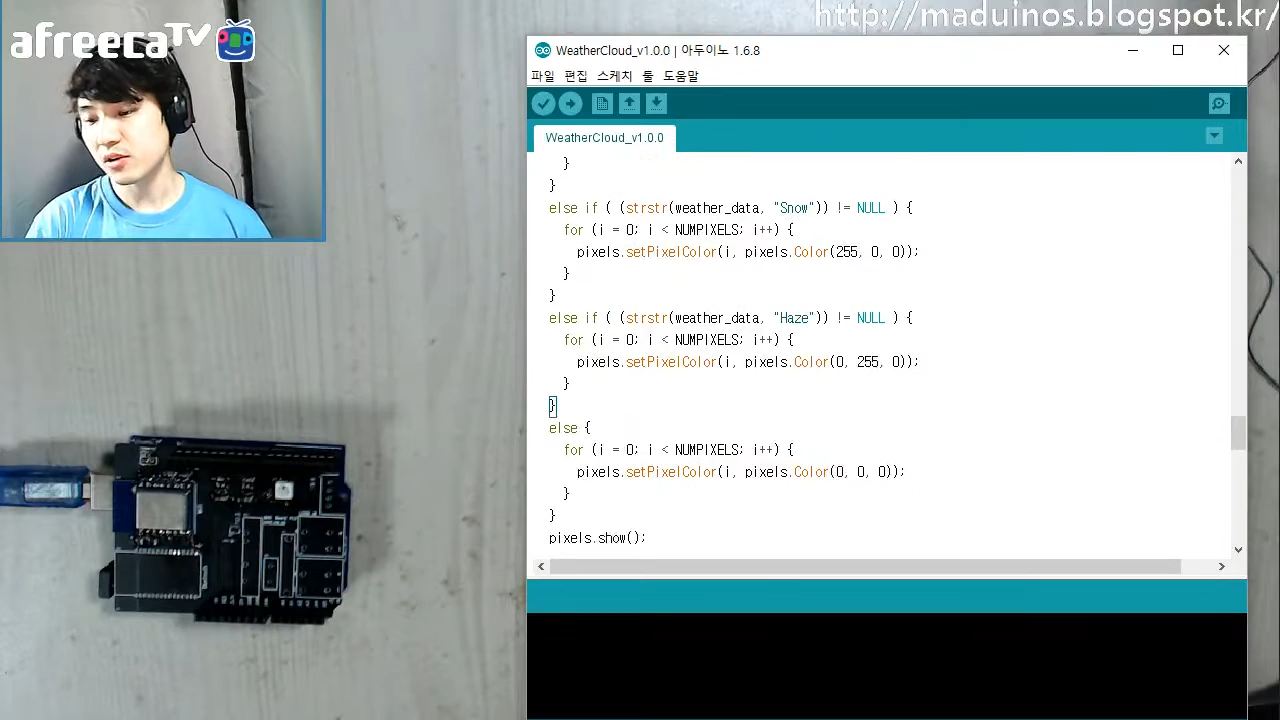 http://maduinos.blogspot.kr/
afreecaTV
WeatherCloud_v1.0.0 | 아두이노 1.6.8
파일 편집 스케치 툴 도움말
WeatherCloud_v1.0.0
}
}
else if ( (strstr(weather_data, "Snow")) != NULL ) {
for (i = 0; i < NUMPIXELS; i++) {
pixels.setPixelColor(i, pixels.Color(255, 0, 0));
}
}
else if ( (strstr(weather_data, "Haze")) != NULL ) {
for (i = 0; i < NUMPIXELS; i++) {
pixels.setPixelColor(i, pixels.Color(0, 255, 0));
}
}
else {
for (i = 0; i < NUMPIXELS; i++) {
pixels.setPixelColor(i, pixels.Color(0, 0, 0));
}
}
pixels.show();